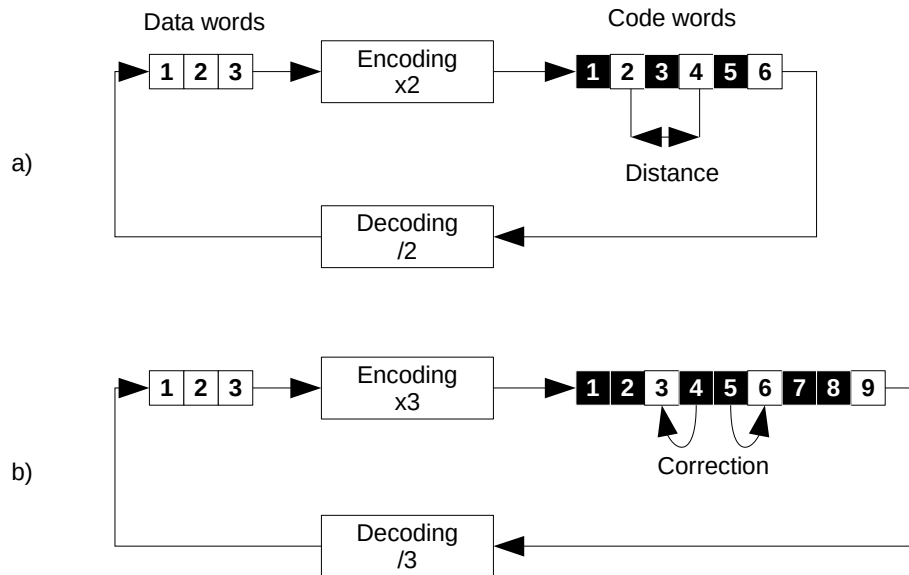 Data words
Code words
1 2 3
Encoding
x2
1 2 3 4 5 6
a)
Distance
Decoding
/2
1 2 3
Encoding
x3
1 2 3 4 5 6 7 8 9
b)
Correction
Decoding
/3